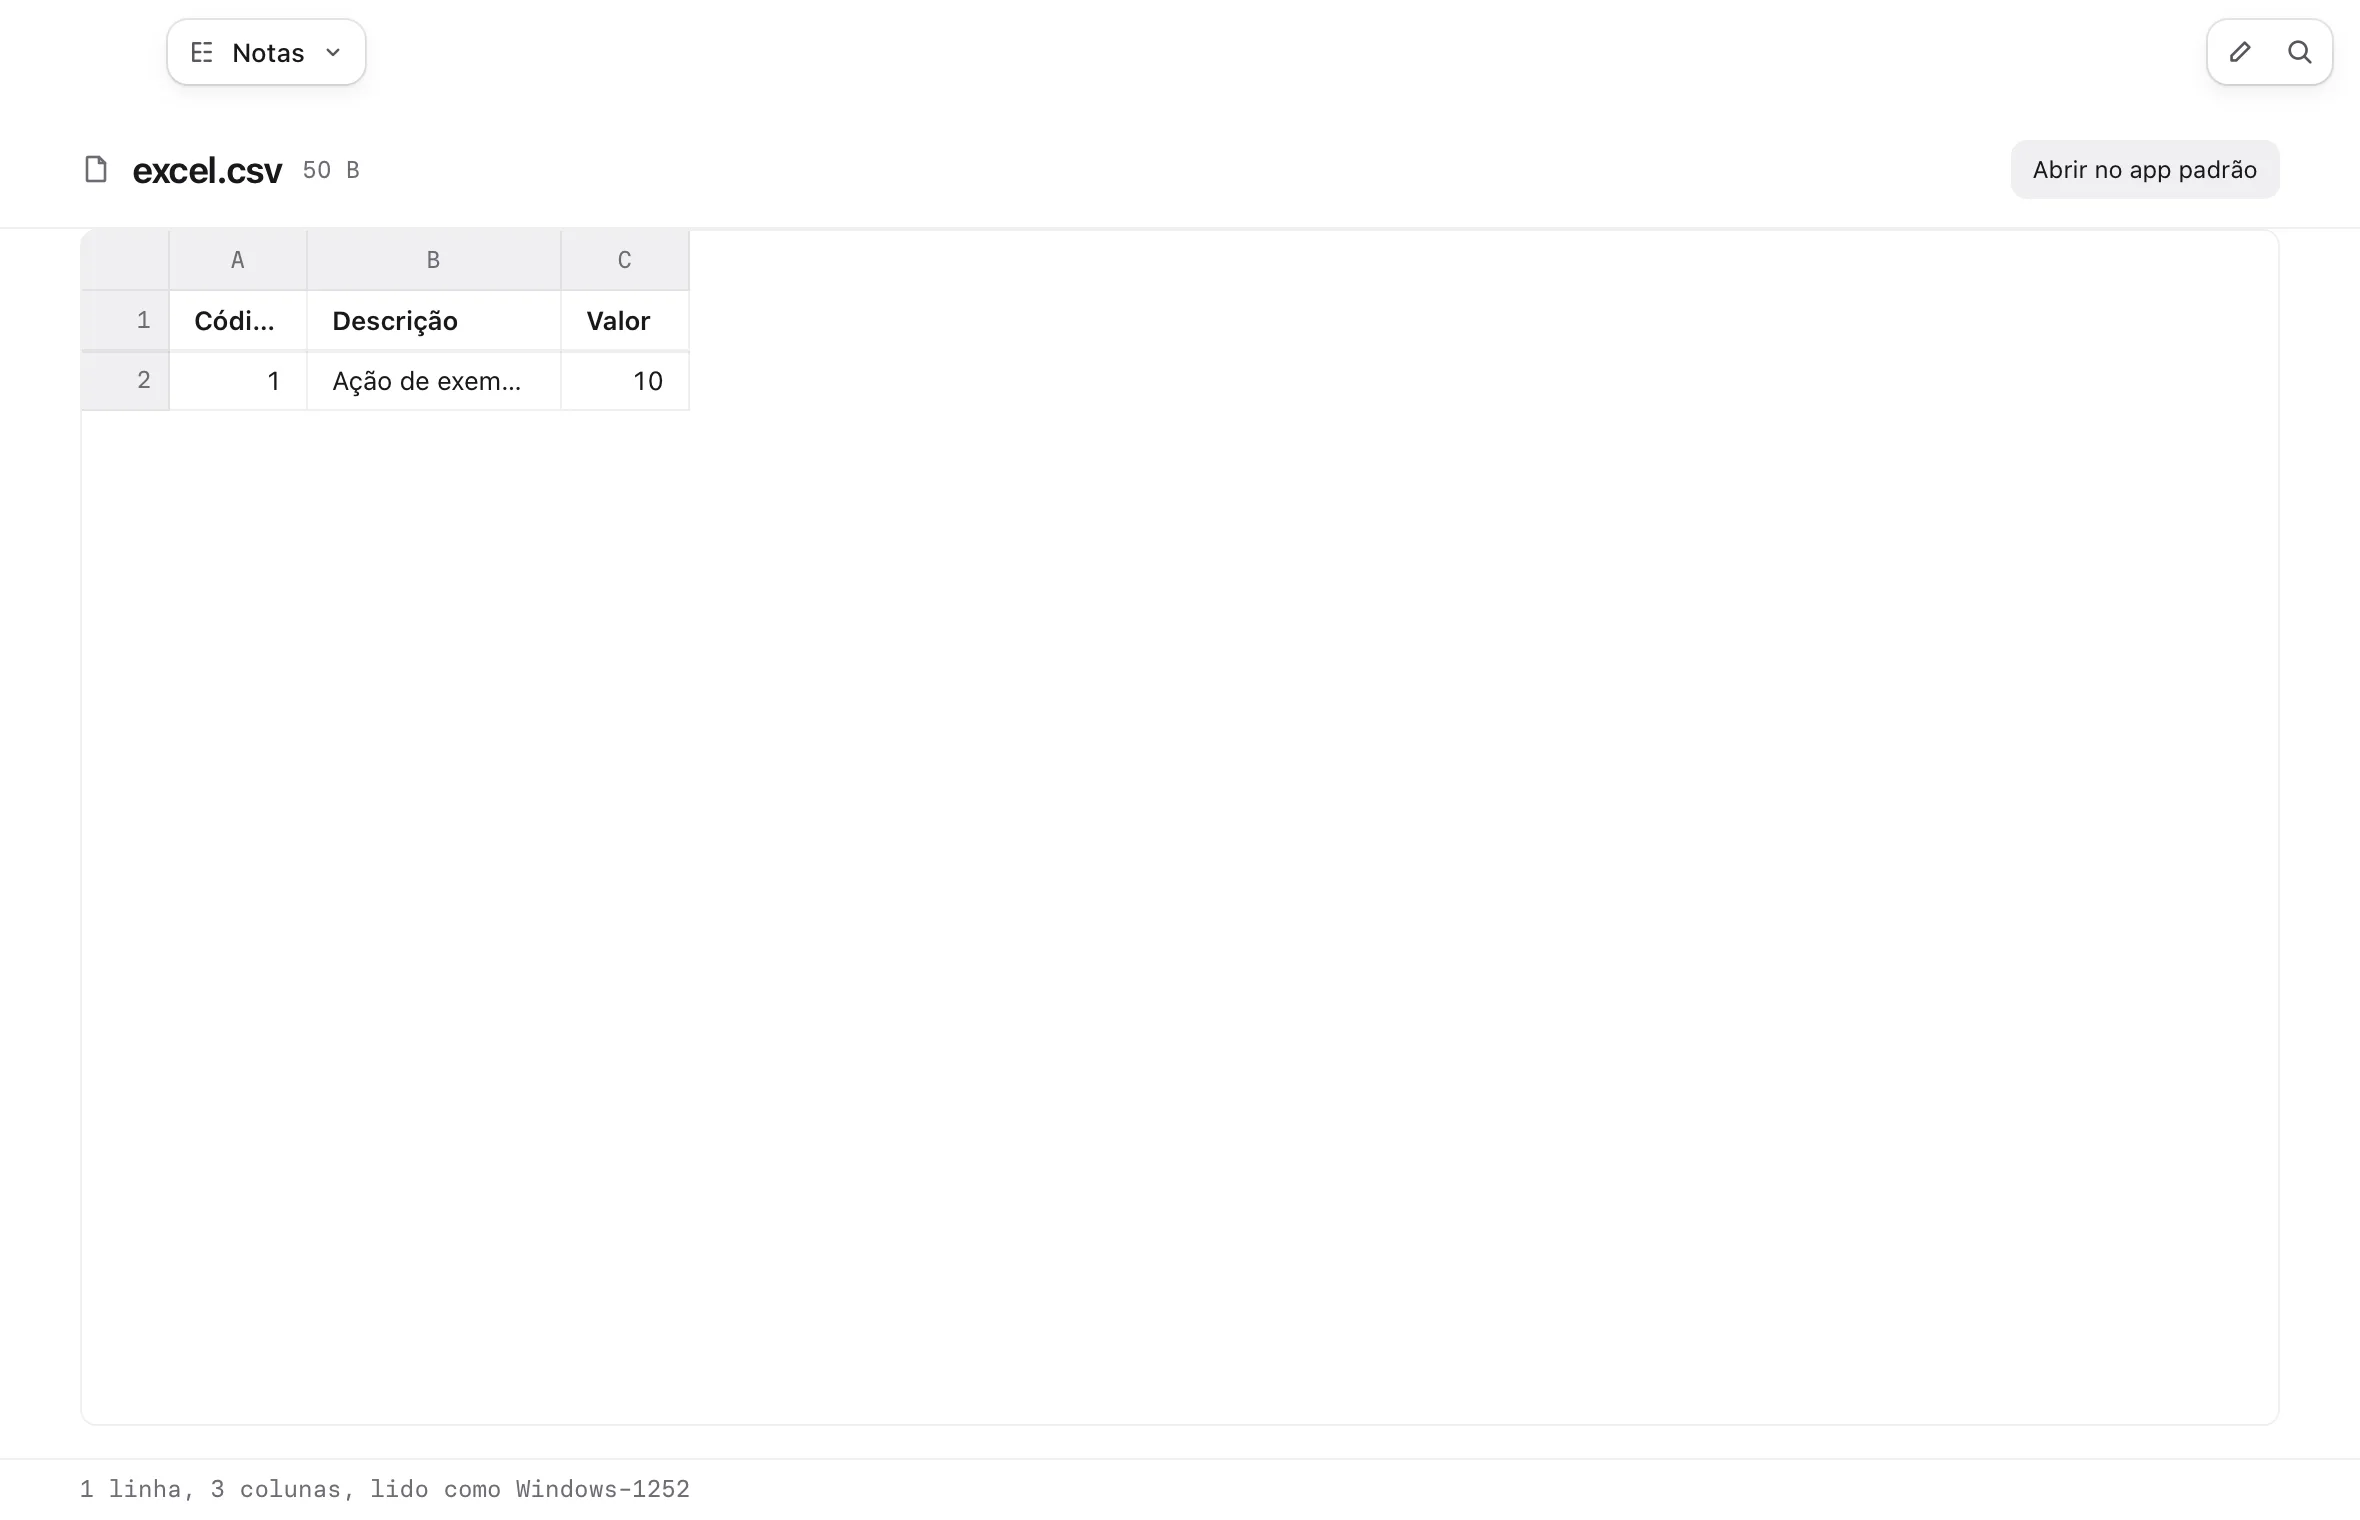 Notas
excel.csv 50 B
Abrir no app padrão
A B C
1 Códi... Descrição Valor
2 1 Ação de exem... 10
1 linha, 3 colunas, lido como Windows-1252